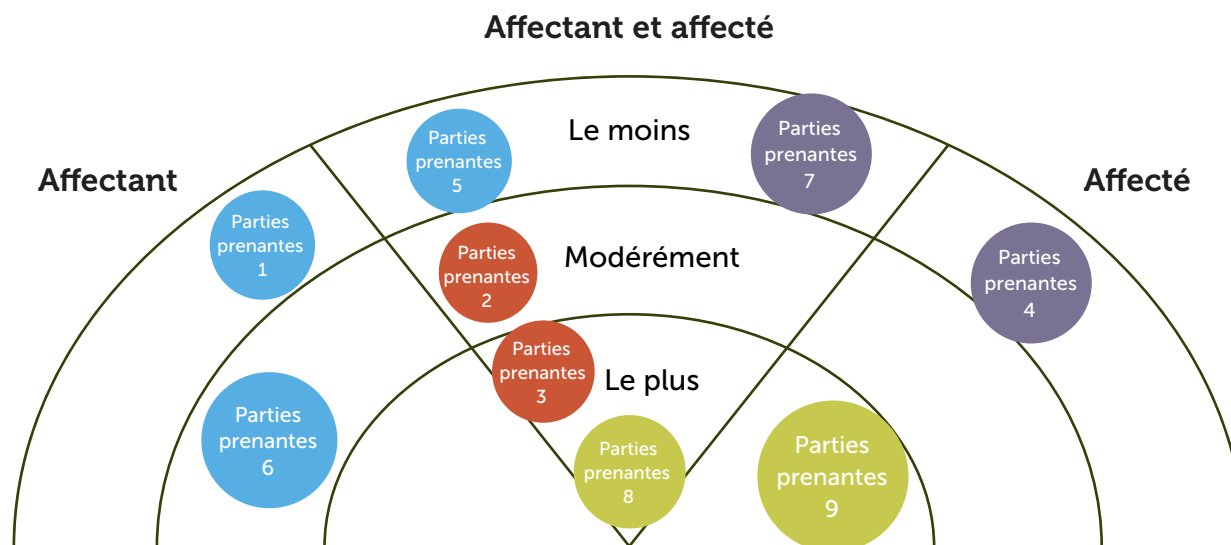 Affectant et affecté
Le moins
Parties
prenantes
5
Parties
prenantes
7
Affectant
Affecté
Parties
prenantes
1
Parties
prenantes
2
Modérément
Parties
prenantes
4
Parties
prenantes
3
Le plus
Parties
prenantes
6
Parties
prenantes
8
Parties
prenantes
9